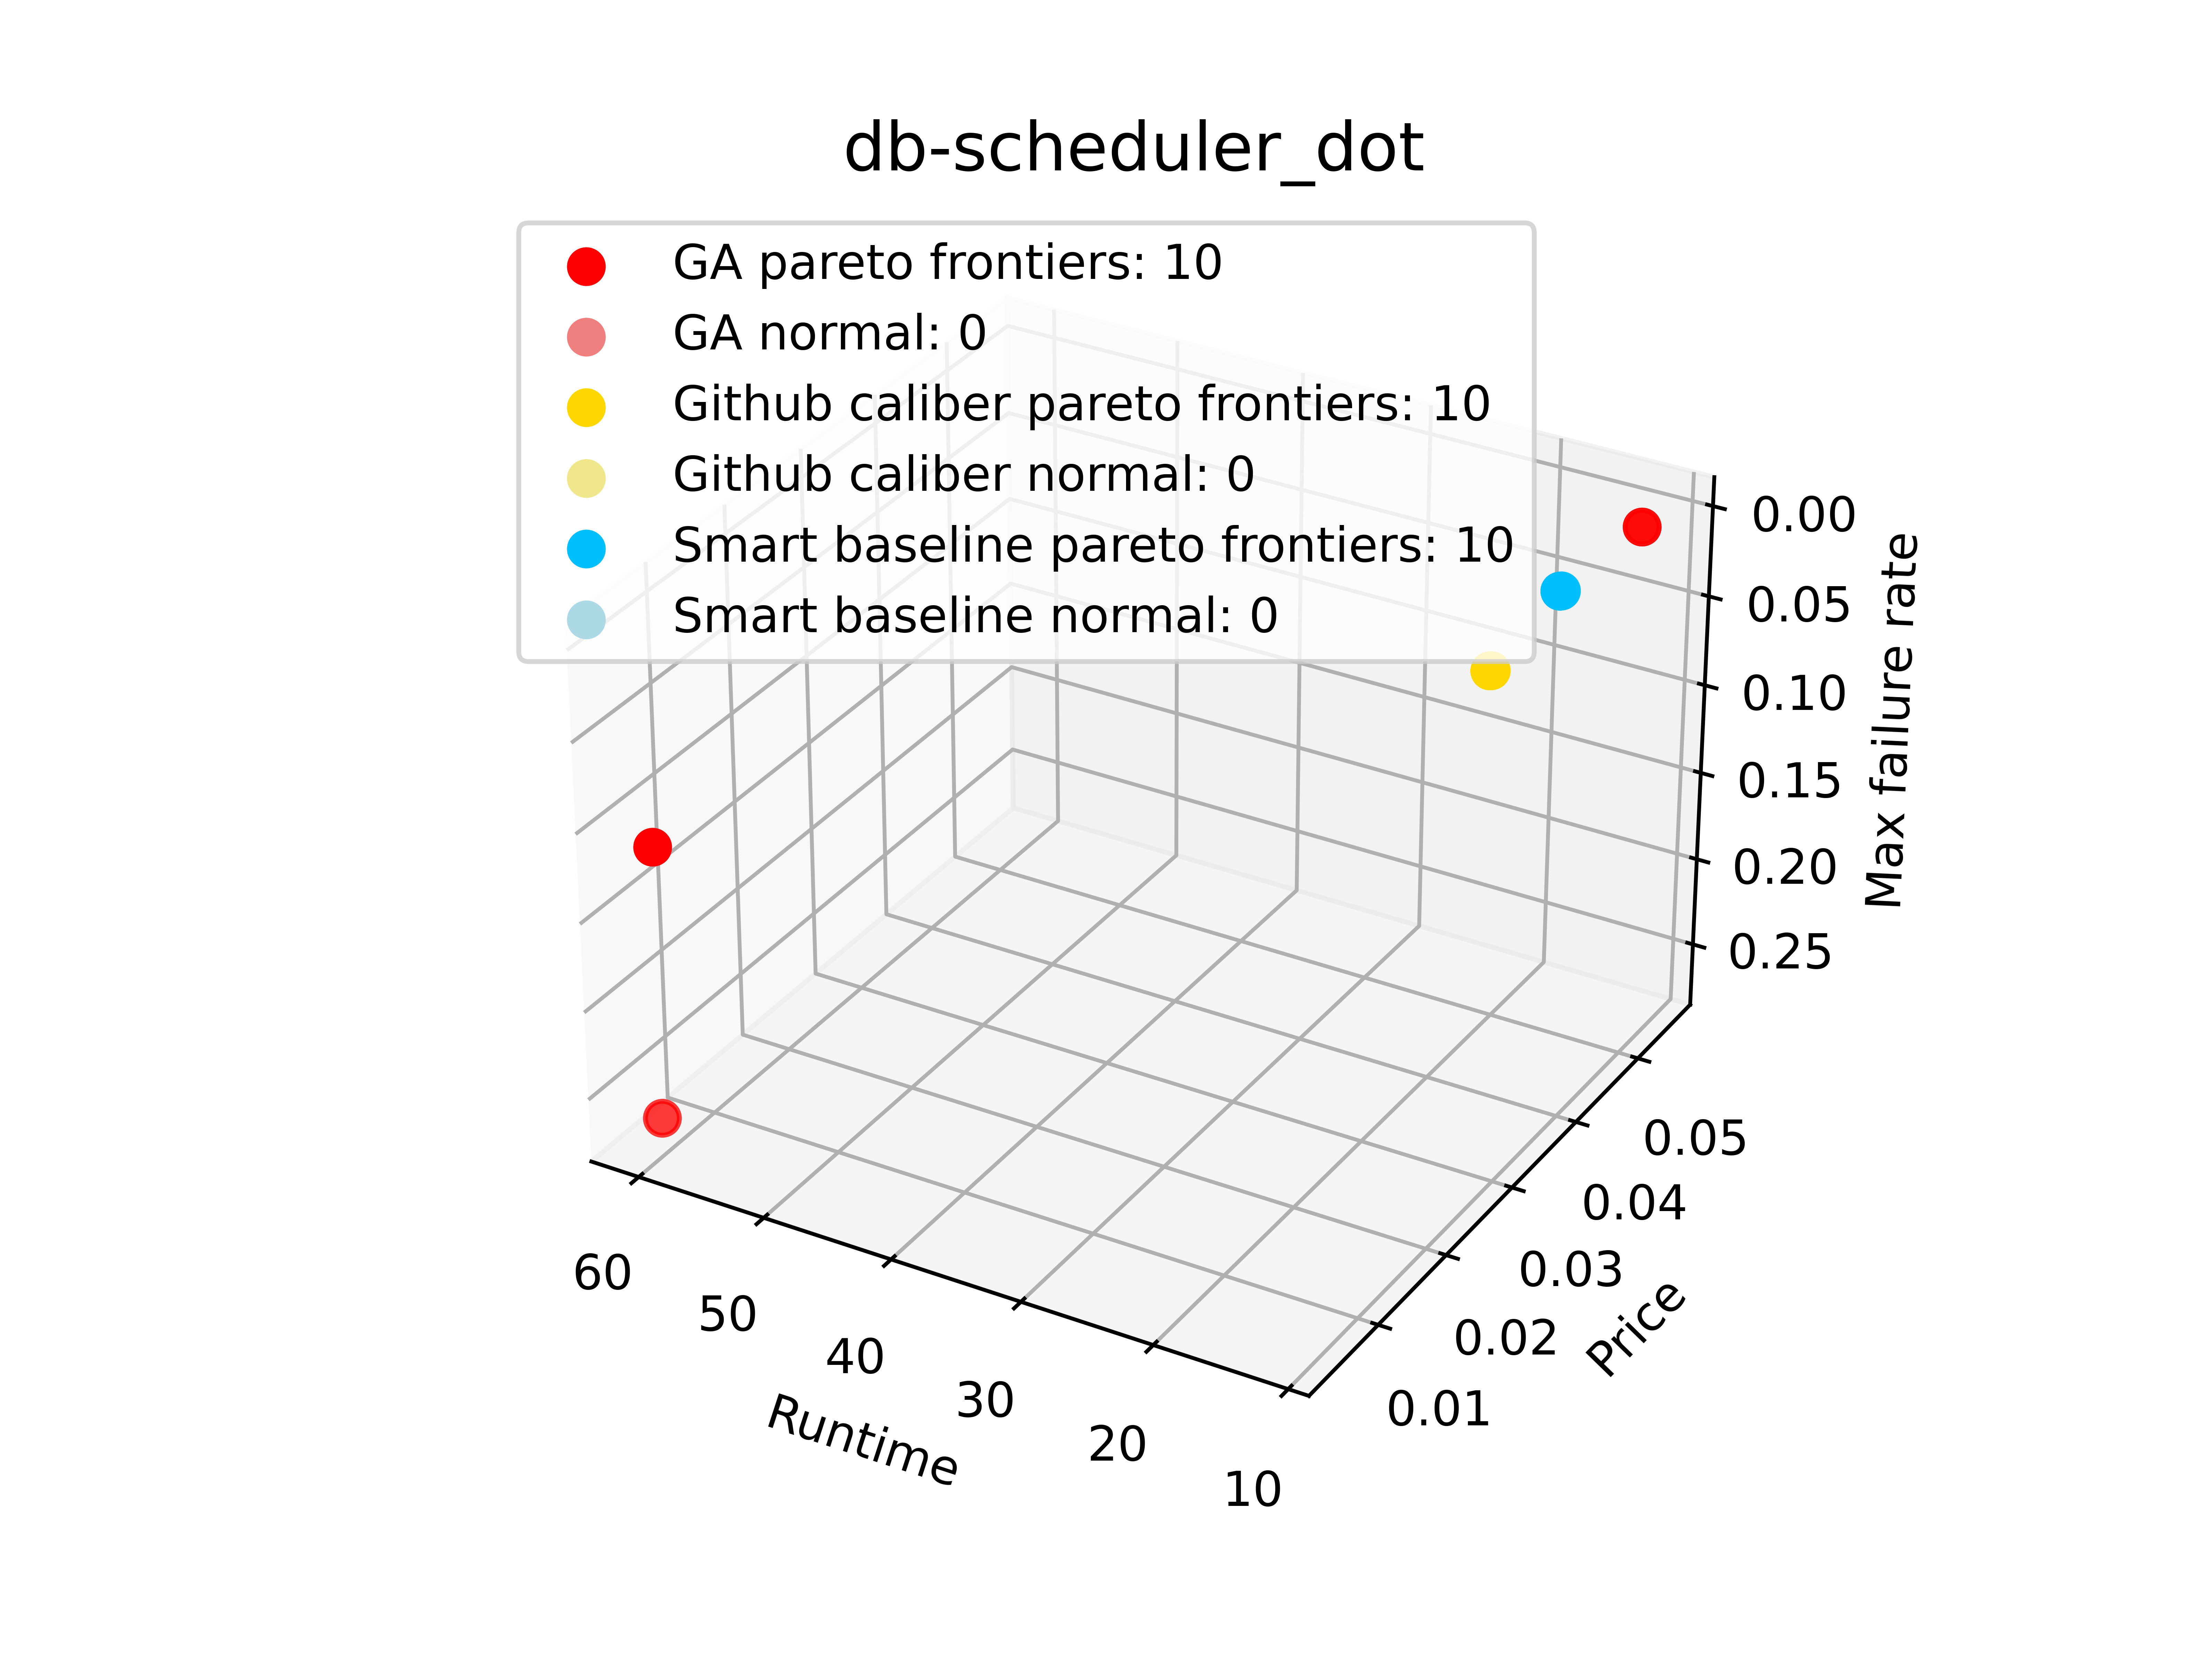 db-scheduler_dot
GA pareto frontiers: 10
GA normal: 0
Github caliber pareto frontiers: 10
Github caliber normal: 0
Smart baseline pareto frontiers: 10
Smart baseline normal: 0
0.00
0.05
0.10
0.15
0.20
0.25
Max failure rate
0.05
0.04
0.03
0.02
0.01
Price
60
50
40
30
20
10
Runtime